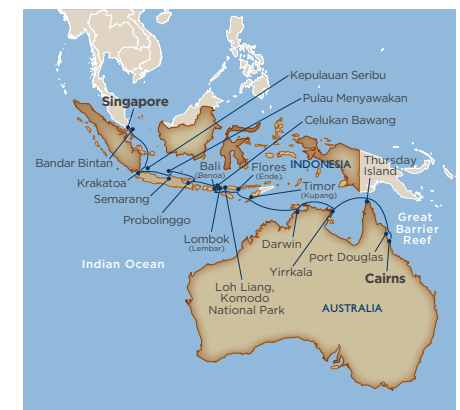 Kepulauan Seribu
Singapore
Pulau Menyawakan
Celukan Bawang
Bandar Bintan
Bali
(Benoa)
Flores
(Ende)
INDONESIA
Thursday
Island
Krakatoa
Semarang
Timor
(Kupang)
Probolinggo
Great
Barrier
Reef
Lombok
(Lembar)
Darwin
Port Douglas
Indian Ocean
Yirrkala
Cairns
Loh Liang,
Komodo
National Park
AUSTRALIA